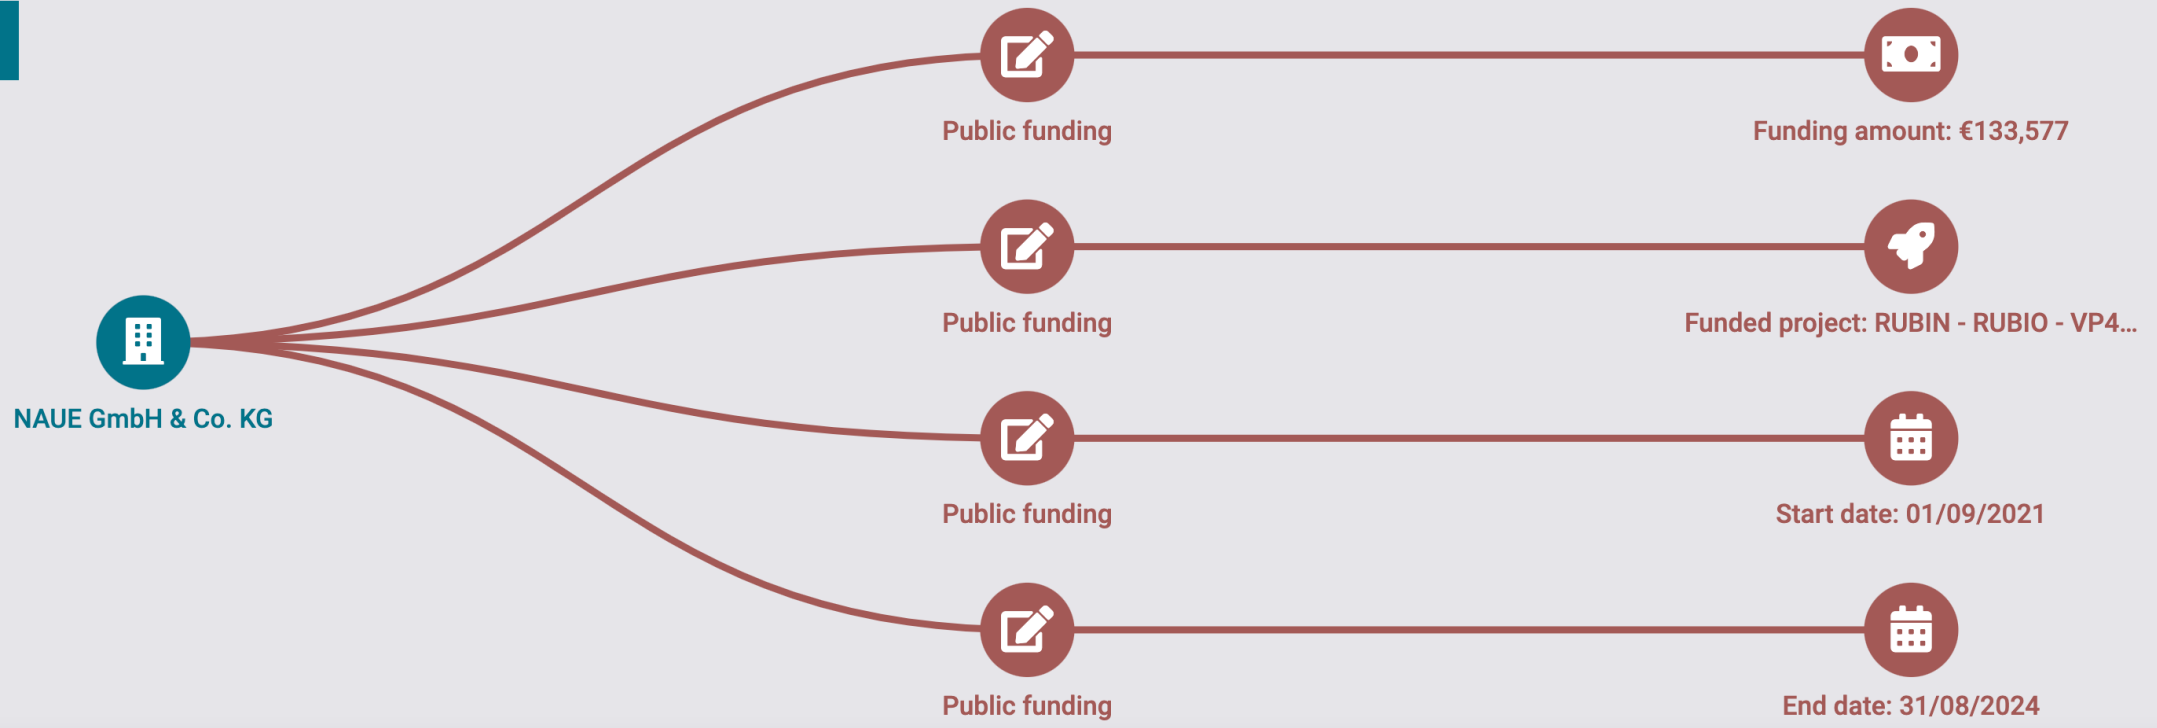 Public funding
Funding amount: €133,577
Public funding
Funded project: RUBIN - RUBIO - VP4...
NAUE GmbH & Co. KG
Public funding
Start date: 01/09/2021
Public funding
End date: 31/08/2024